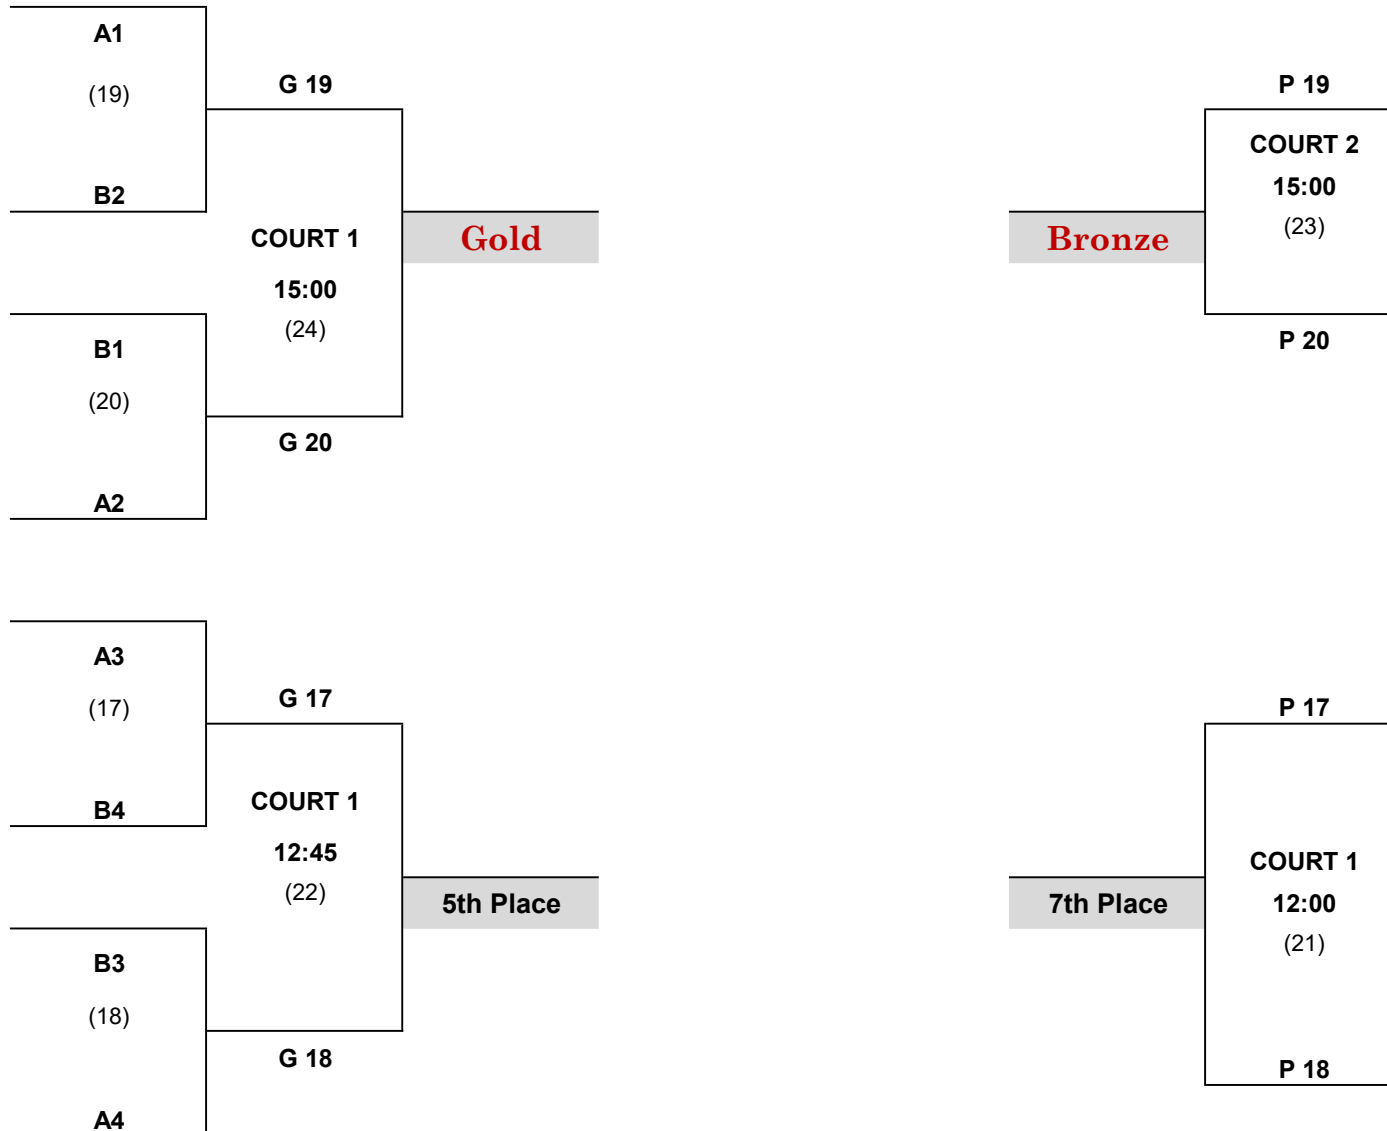 A1
(19)
B2
G 19
COURT 1
15:00
(24)
Gold
B1
(20)
A2
G 20
P 19
COURT 2
15:00
(23)
Bronze
P 20
A3
(17)
B4
G 17
COURT 1
12:45
(22)
5th Place
B3
(18)
A4
G 18
P 17
COURT 1
12:00
(21)
7th Place
P 18